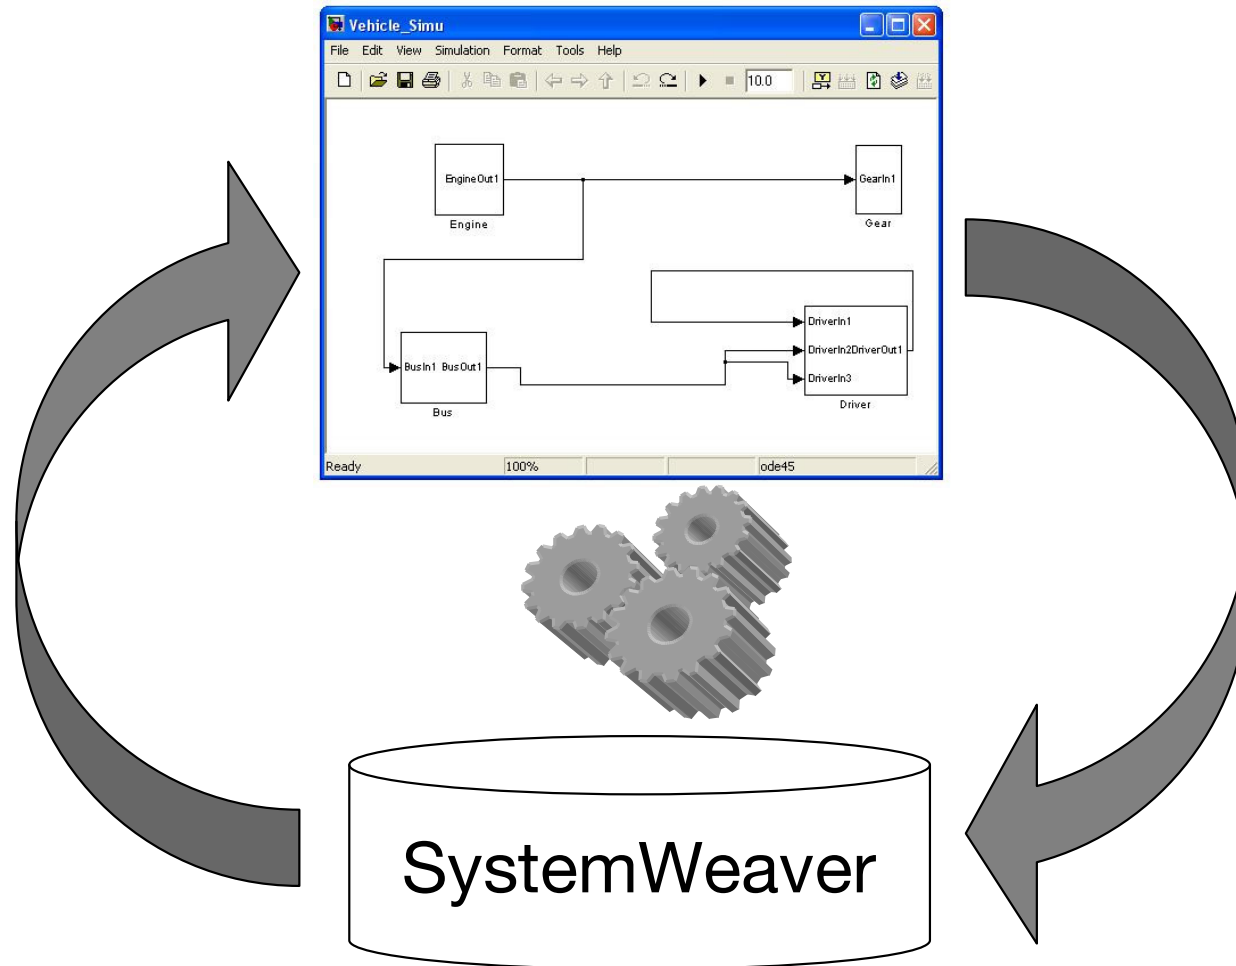 Vehicle_Simu
File Edit View Simulation Format Tools Help
10.0
EngineOut1
Engine
GearIn1
Gear
DriverIn1
DriverIn2DriverOut1
DriverIn3
Driver
BusIn1 BusOut1
Bus
Ready 100% ode45
SystemWeaver